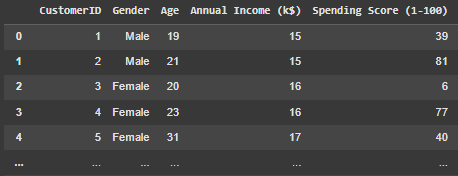 CustomerID Gender Age Annual Income (k$) Spending Score (1-100)
0 1 Male 19 15 39
1 2 Male 21 15 81
2 3 Female 20 16 6
3 4 Female 23 16 77
4 5 Female 31 17 40
... ... ... ... ... ...